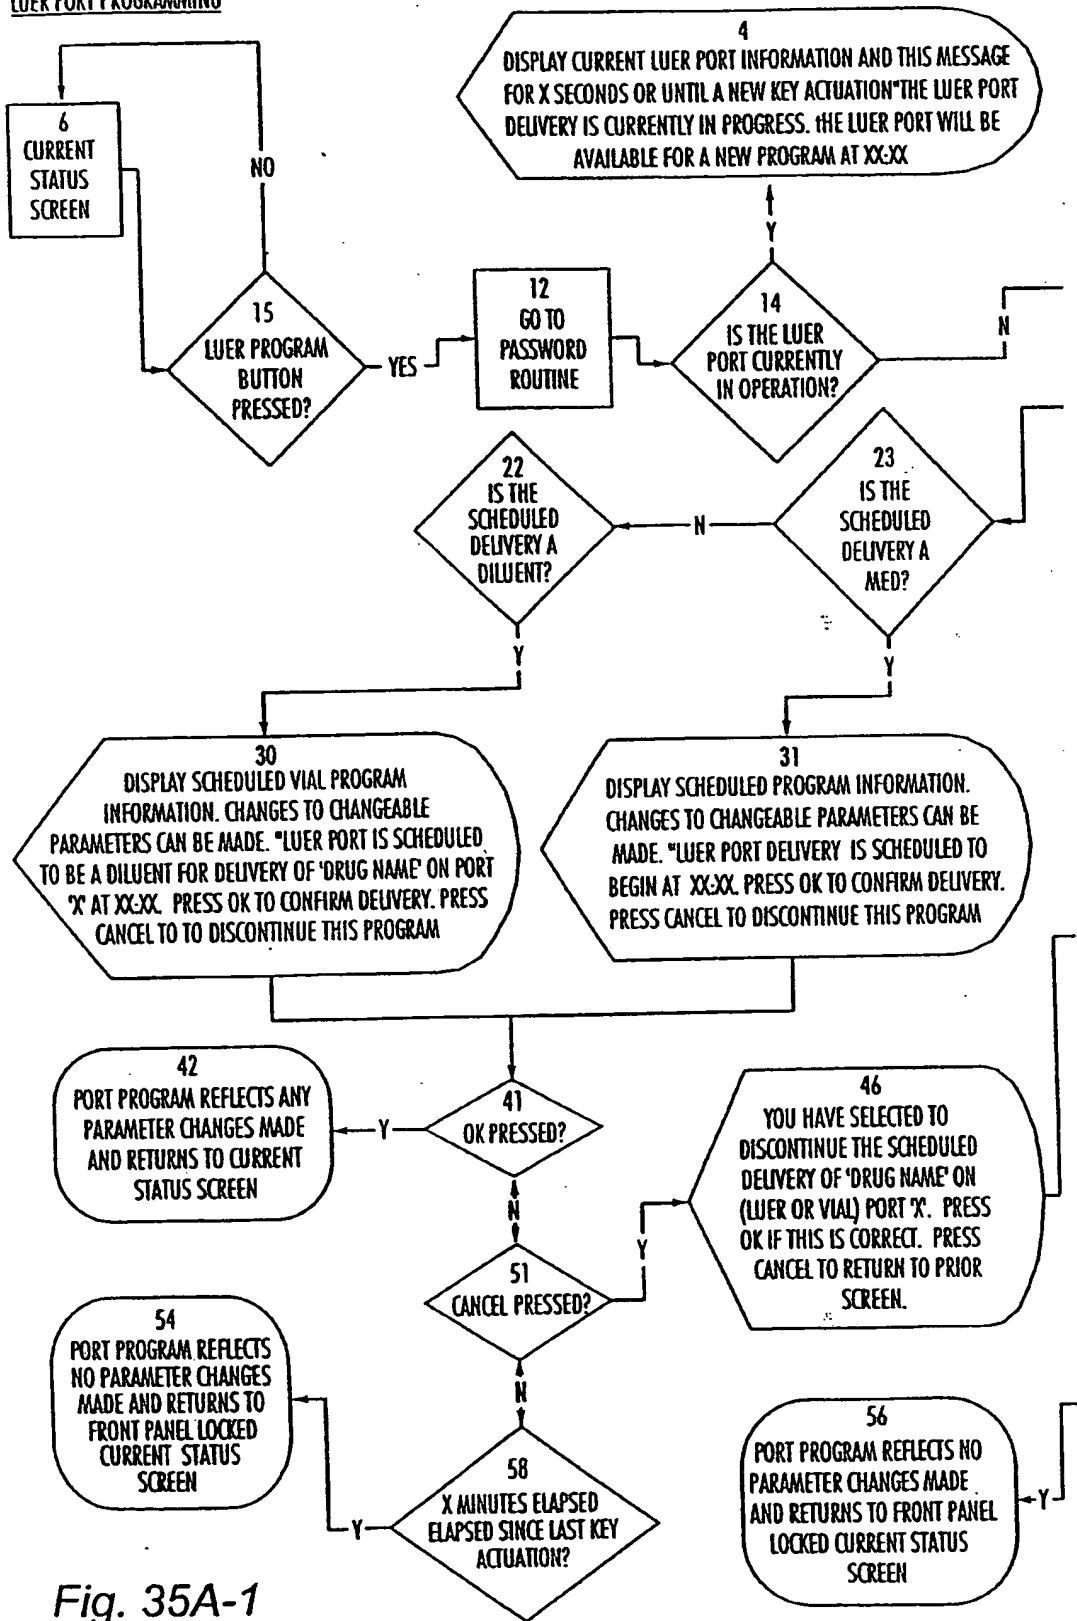 LUER PORT PROGRAMMING
4
DISPLAY CURRENT LUER PORT INFORMATION AND THIS MESSAGE
FOR X SECONDS OR UNTIL A NEW KEY ACTUATION "THE LUER PORT
DELIVERY IS CURRENTLY IN PROGRESS. THE LUER PORT WILL BE
AVAILABLE FOR A NEW PROGRAM AT XX:XX
6
CURRENT
STATUS
SCREEN
NO
Y
15
LUER PROGRAM
BUTTON
PRESSED?
YES
12
GO TO
PASSWORD
ROUTINE
14
IS THE LUER
PORT CURRENTLY
IN OPERATION?
N
22
IS THE
SCHEDULED
DELIVERY A
DILUENT?
N
23
IS THE
SCHEDULED
DELIVERY A
MED?
Y
Y
30
DISPLAY SCHEDULED VIAL PROGRAM
INFORMATION. CHANGES TO CHANGEABLE
PARAMETERS CAN BE MADE. "LUER PORT IS SCHEDULED
TO BE A DILUENT FOR DELIVERY OF 'DRUG NAME' ON PORT
'X' AT XX:XX. PRESS OK TO CONFIRM DELIVERY. PRESS
CANCEL TO TO DISCONTINUE THIS PROGRAM
31
DISPLAY SCHEDULED PROGRAM INFORMATION.
CHANGES TO CHANGEABLE PARAMETERS CAN BE
MADE. "LUER PORT DELIVERY IS SCHEDULED TO
BEGIN AT XX:XX. PRESS OK TO CONFIRM DELIVERY.
PRESS CANCEL TO DISCONTINUE THIS PROGRAM
42
PORT PROGRAM REFLECTS ANY
PARAMETER CHANGES MADE
AND RETURNS TO CURRENT
STATUS SCREEN
Y
41
OK PRESSED?
N
46
YOU HAVE SELECTED TO
DISCONTINUE THE SCHEDULED
DELIVERY OF 'DRUG NAME' ON
(LUER OR VIAL) PORT 'X'. PRESS
OK IF THIS IS CORRECT. PRESS
CANCEL TO RETURN TO PRIOR
SCREEN.
51
CANCEL PRESSED?
Y
N
54
PORT PROGRAM REFLECTS
NO PARAMETER CHANGES
MADE AND RETURNS TO
FRONT PANEL LOCKED
CURRENT STATUS
SCREEN
Y
58
X MINUTES ELAPSED
ELAPSED SINCE LAST KEY
ACTUATION?
56
PORT PROGRAM REFLECTS NO
PARAMETER CHANGES MADE
AND RETURNS TO FRONT PANEL
LOCKED CURRENT STATUS
SCREEN
Y
Fig. 35A-1